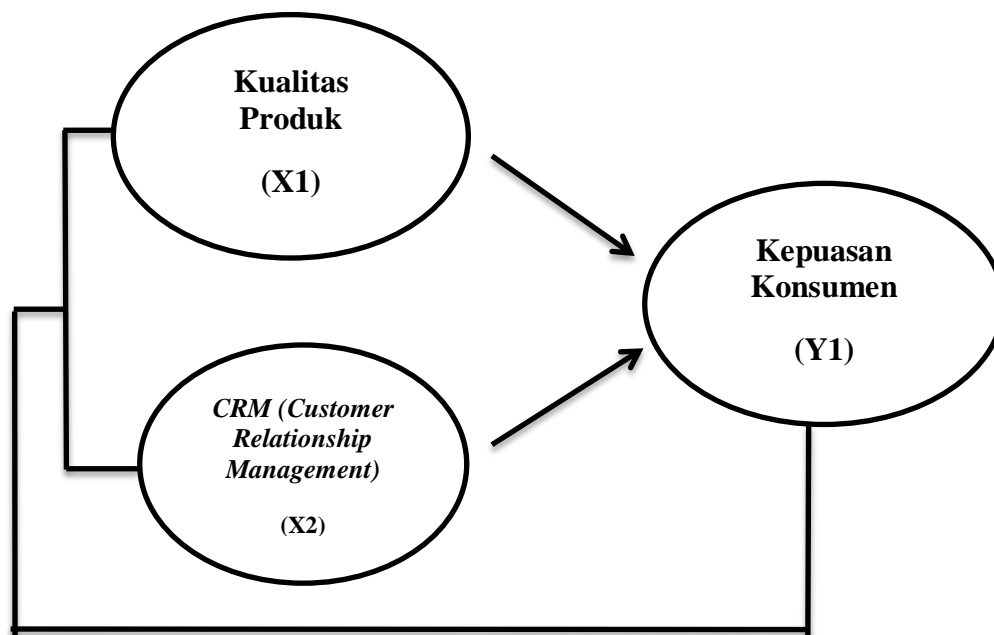 Kualitas
Produk
(X1)
Kepuasan
Konsumen
(Y1)
CRM (Customer
Relationship
Management)
(X2)